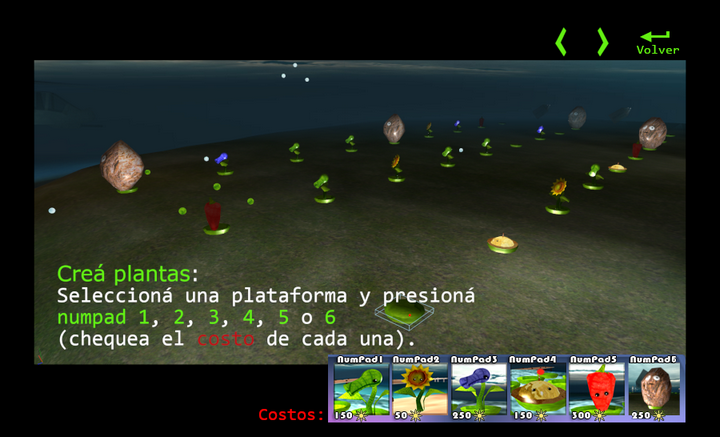 Volver
Creá plantas:
Seleccioná una plataforma y presioná
numpad 1, 2, 3, 4, 5 o 6
(chequea el costo de cada una).
NumPad1 NumPad2 NumPad3 NumPad4 NumPad5 NumPad6
Costos: 150 50 250 150 300 250